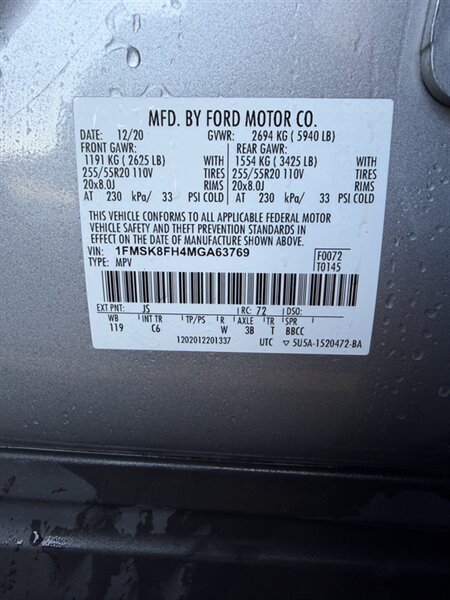 MFD. BY FORD MOTOR CO.
DATE: 12/20 GVWR: 2694 KG ( 5940 LB)
FRONT GAWR: REAR GAWR:
1191 KG ( 2625 LB) WITH 1554 KG ( 3425 LB) WITH
255/55R20 110V TIRES 255/55R20 110V TIRES
20x8.0J RIMS 20x8.0J RIMS
AT 230 kPa/ 33 PSI COLD AT 230 kPa/ 33 PSI COLD
THIS VEHICLE CONFORMS TO ALL APPLICABLE FEDERAL MOTOR
VEHICLE SAFETY AND THEFT PREVENTION STANDARDS IN EFFECT ON
THE DATE OF MANUFACTURE SHOWN ABOVE.
VIN: 1FMSK8FH4MGA63769 F0072
TYPE: MPV T0145
EXT PNT: JS RC: 72 DSO:
WB INT TR TP/PS R AXLE TR SPR
119 C6 W 3B T BBCC
1202012201337 UTC ▽ 5U5A-1520472-BA